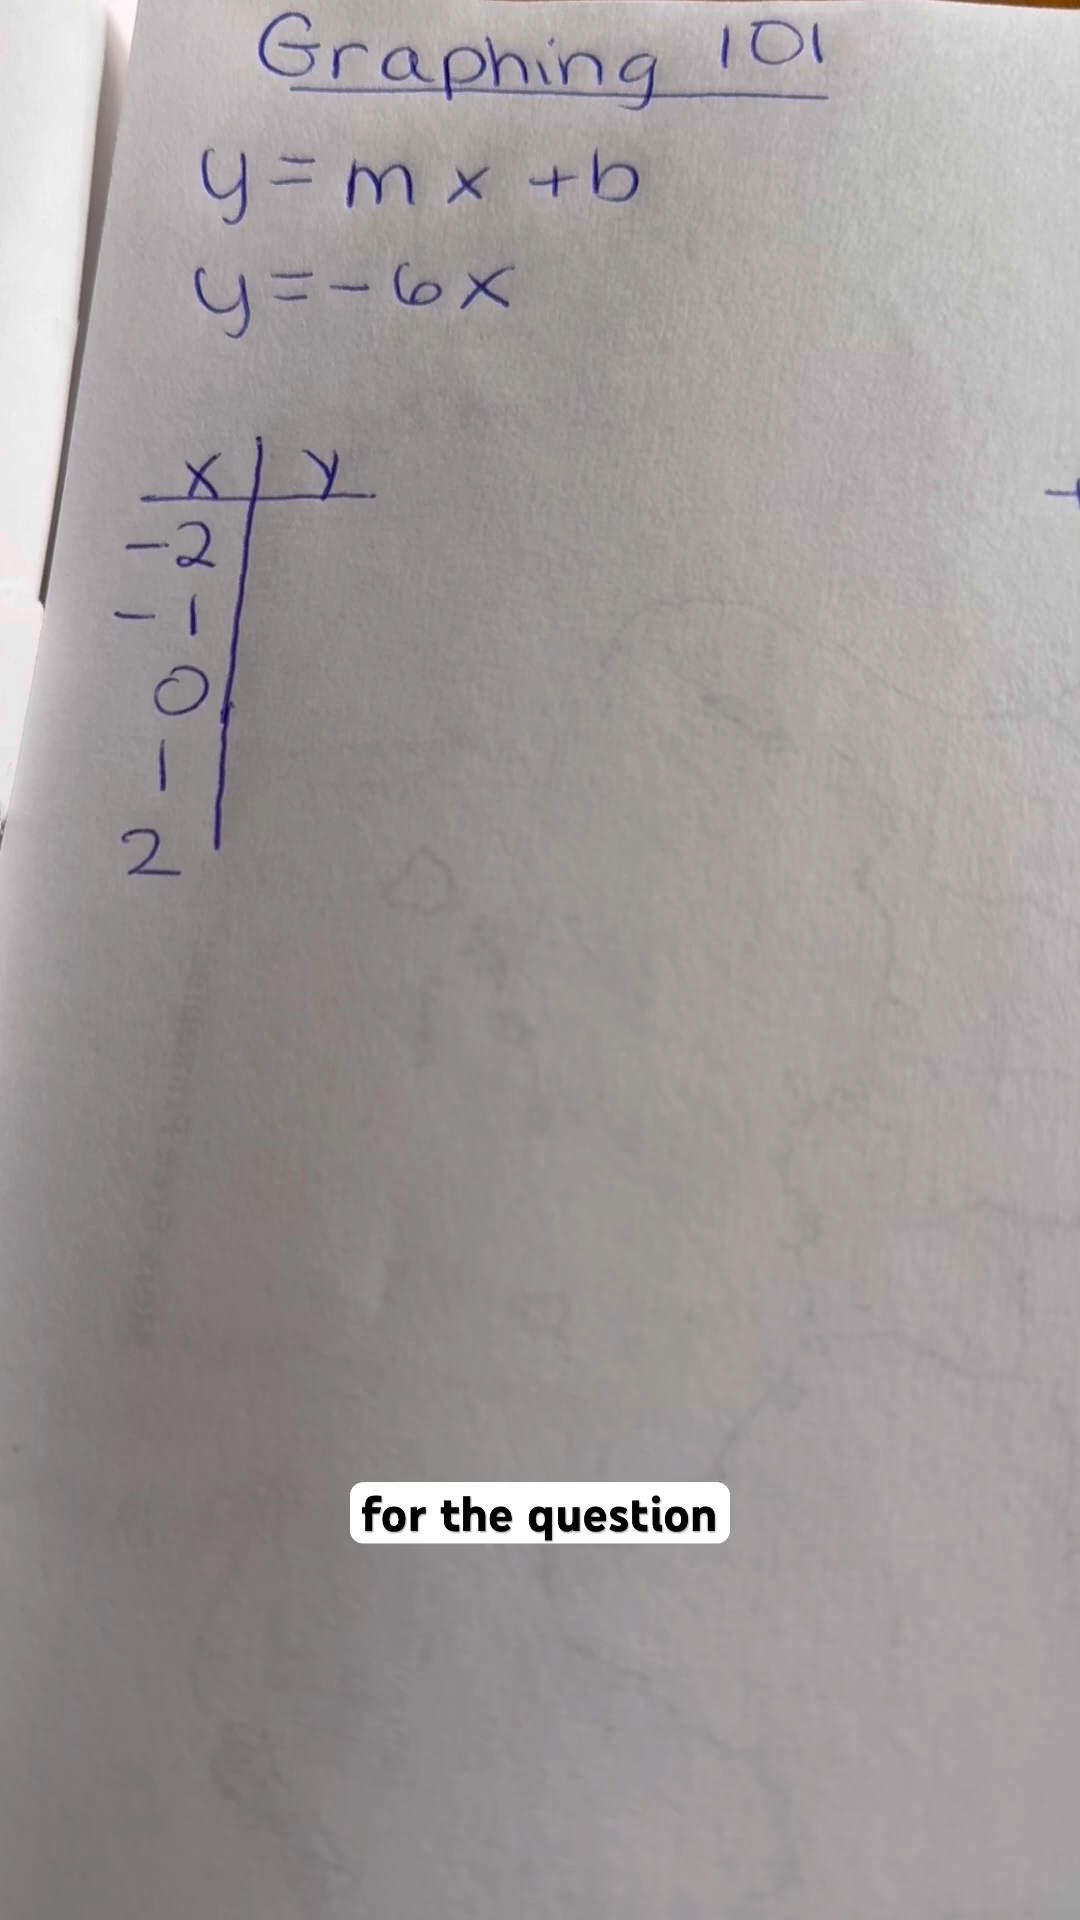 Graphing 101
y = mx + b
y = -6x
x | y
-2
-1
0
1
2
for the question